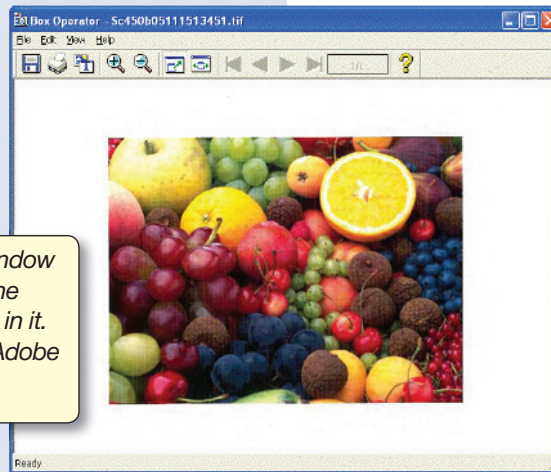 Box Operator - Sc450b05111513451.tif
File Edit View Help
1/1
ndow
he
in it.
Adobe
Ready